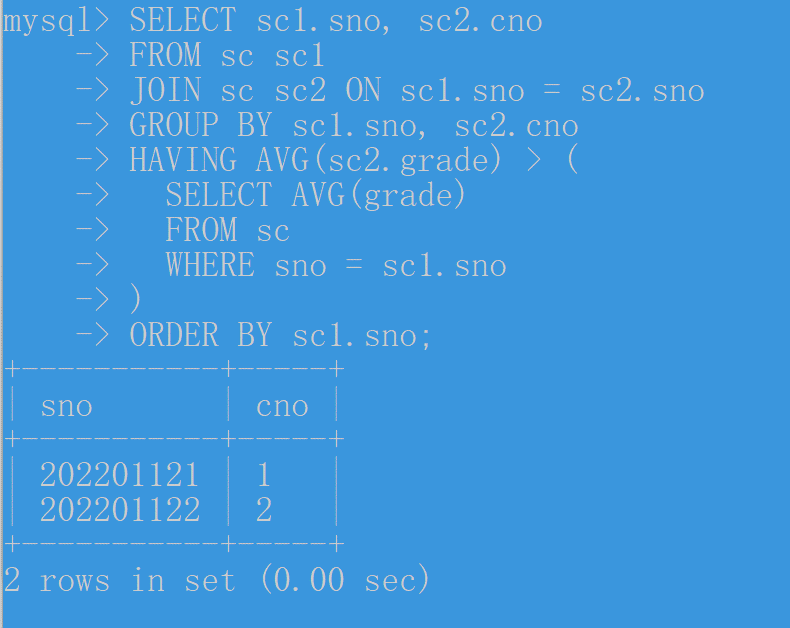 mysql> SELECT sc1.sno, sc2.cno
    -> FROM sc sc1
    -> JOIN sc sc2 ON sc1.sno = sc2.sno
    -> GROUP BY sc1.sno, sc2.cno
    -> HAVING AVG(sc2.grade) > (
    ->   SELECT AVG(grade)
    ->   FROM sc
    ->   WHERE sno = sc1.sno
    -> )
    -> ORDER BY sc1.sno;
+-----------+-----+
| sno       | cno |
+-----------+-----+
| 202201121 | 1   |
| 202201122 | 2   |
+-----------+-----+
2 rows in set (0.00 sec)